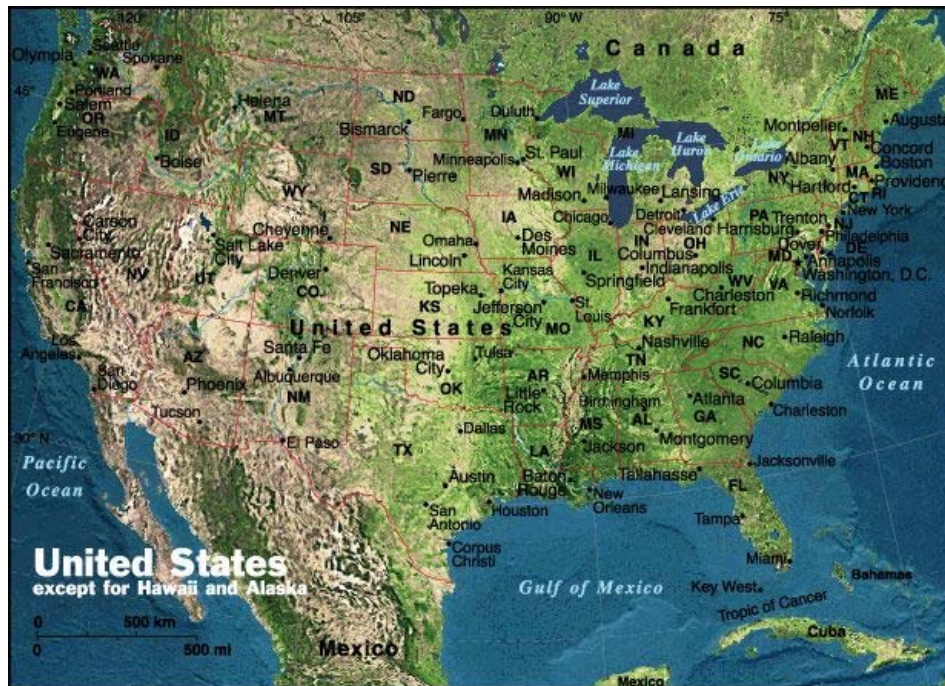 120°
105°
90° W
75°
Canada
Seattle
Olympia
Spokane
WA
Portland
Salem
OR
Eugene
45°
ID
Boise
Helena
MT
ND
Bismarck
Fargo
Duluth
MN
Minneapolis
St. Paul
SD
Pierre
WI
Madison
Milwaukee
MI
Lansing
Detroit
Lake
Superior
Lake
Michigan
Lake
Huron
Lake
Ontario
Lake Erie
ME
Augusta
Montpelier
VT
NH
Concord
Boston
Albany
NY
MA
Providenc
Hartford
CT
RI
New York
WY
Cheyenne
NE
Omaha
Lincoln
IA
Des
Moines
Chicago
IL
Springfield
IN
Indianapolis
Cleveland
OH
Columbus
PA
Harrisburg
Trenton
NJ
Philadelphia
Dover
DE
MD
Annapolis
Washington, D.C.
WV
Charleston
VA
Richmond
Norfolk
Carson
City
Sacramento
San
Francisco
NV
CA
Salt Lake
City
UT
Denver
CO
Topeka
KS
Kansas
City
Jefferson
City
MO
St.
Louis
Frankfort
KY
United States
Los
Angeles
San
Diego
AZ
Phoenix
Tucson
Santa Fe
Albuquerque
NM
El Paso
Oklahoma
City
OK
Tulsa
AR
Little
Rock
Nashville
TN
Memphis
Raleigh
NC
SC
Columbia
Charleston
Atlanta
GA
Birmingham
AL
Montgomery
MS
Jackson
TX
Dallas
Austin
San
Antonio
Houston
Corpus
Christi
LA
Baton
Rouge
New
Orleans
Tallahasse
Jacksonville
FL
Tampa
Miami
Key West
30° N
Pacific
Ocean
Atlantic
Ocean
Gulf of Mexico
Bahamas
Tropic of Cancer
Cuba
Mexico
Mexico
United States
except for Hawaii and Alaska
0 500 km
0 500 mi